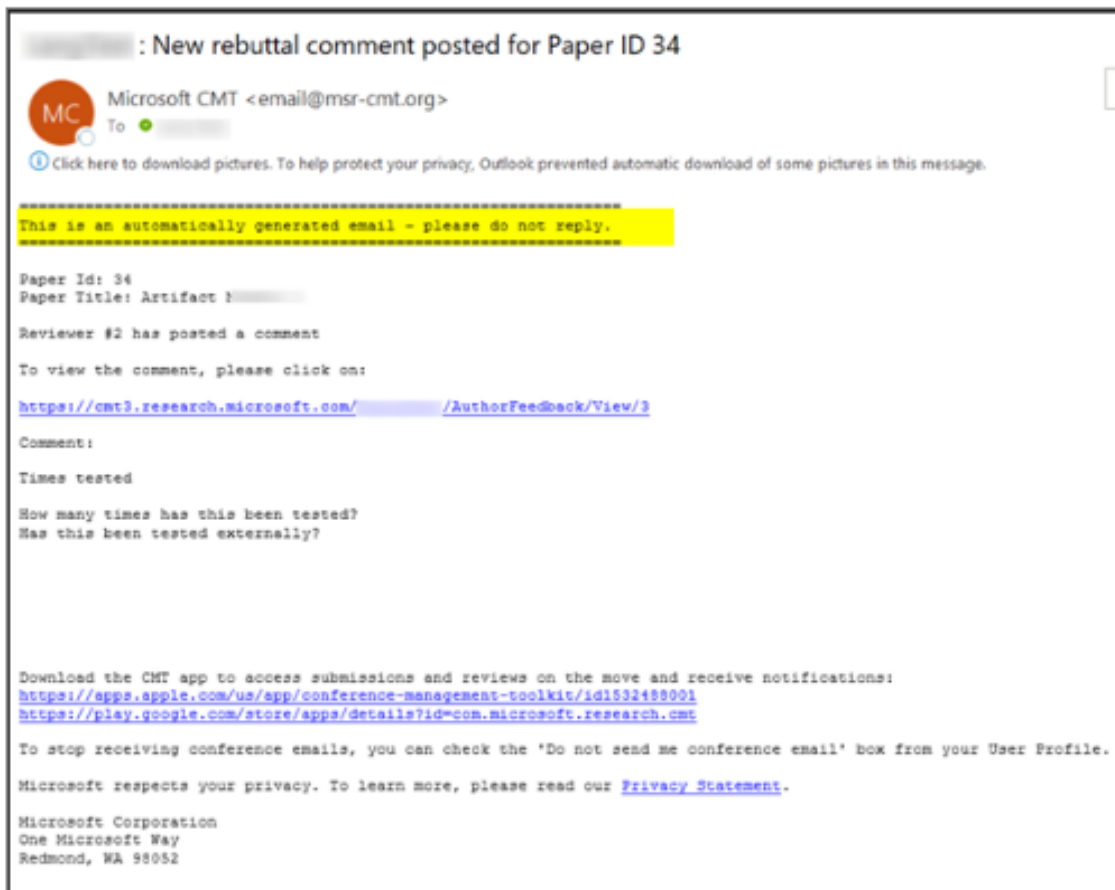 : New rebuttal comment posted for Paper ID 34
MC
Microsoft CMT <email@msr-cmt.org>
To
Click here to download pictures. To help protect your privacy, Outlook prevented automatic download of some pictures in this message.
================================================================
This is an automatically generated email - please do not reply.
================================================================
Paper Id: 34
Paper Title: Artifact
Reviewer #2 has posted a comment
To view the comment, please click on:
https://cmt3.research.microsoft.com/ /AuthorFeedback/View/3
Comment:
Times tested
How many times has this been tested?
Has this been tested externally?
Download the CMT app to access submissions and reviews on the move and receive notifications:
https://apps.apple.com/us/app/conference-management-toolkit/id1532488001
https://play.google.com/store/apps/details?id=com.microsoft.research.cmt
To stop receiving conference emails, you can check the 'Do not send me conference email' box from your User Profile.
Microsoft respects your privacy. To learn more, please read our Privacy Statement.
Microsoft Corporation
One Microsoft Way
Redmond, WA 98052